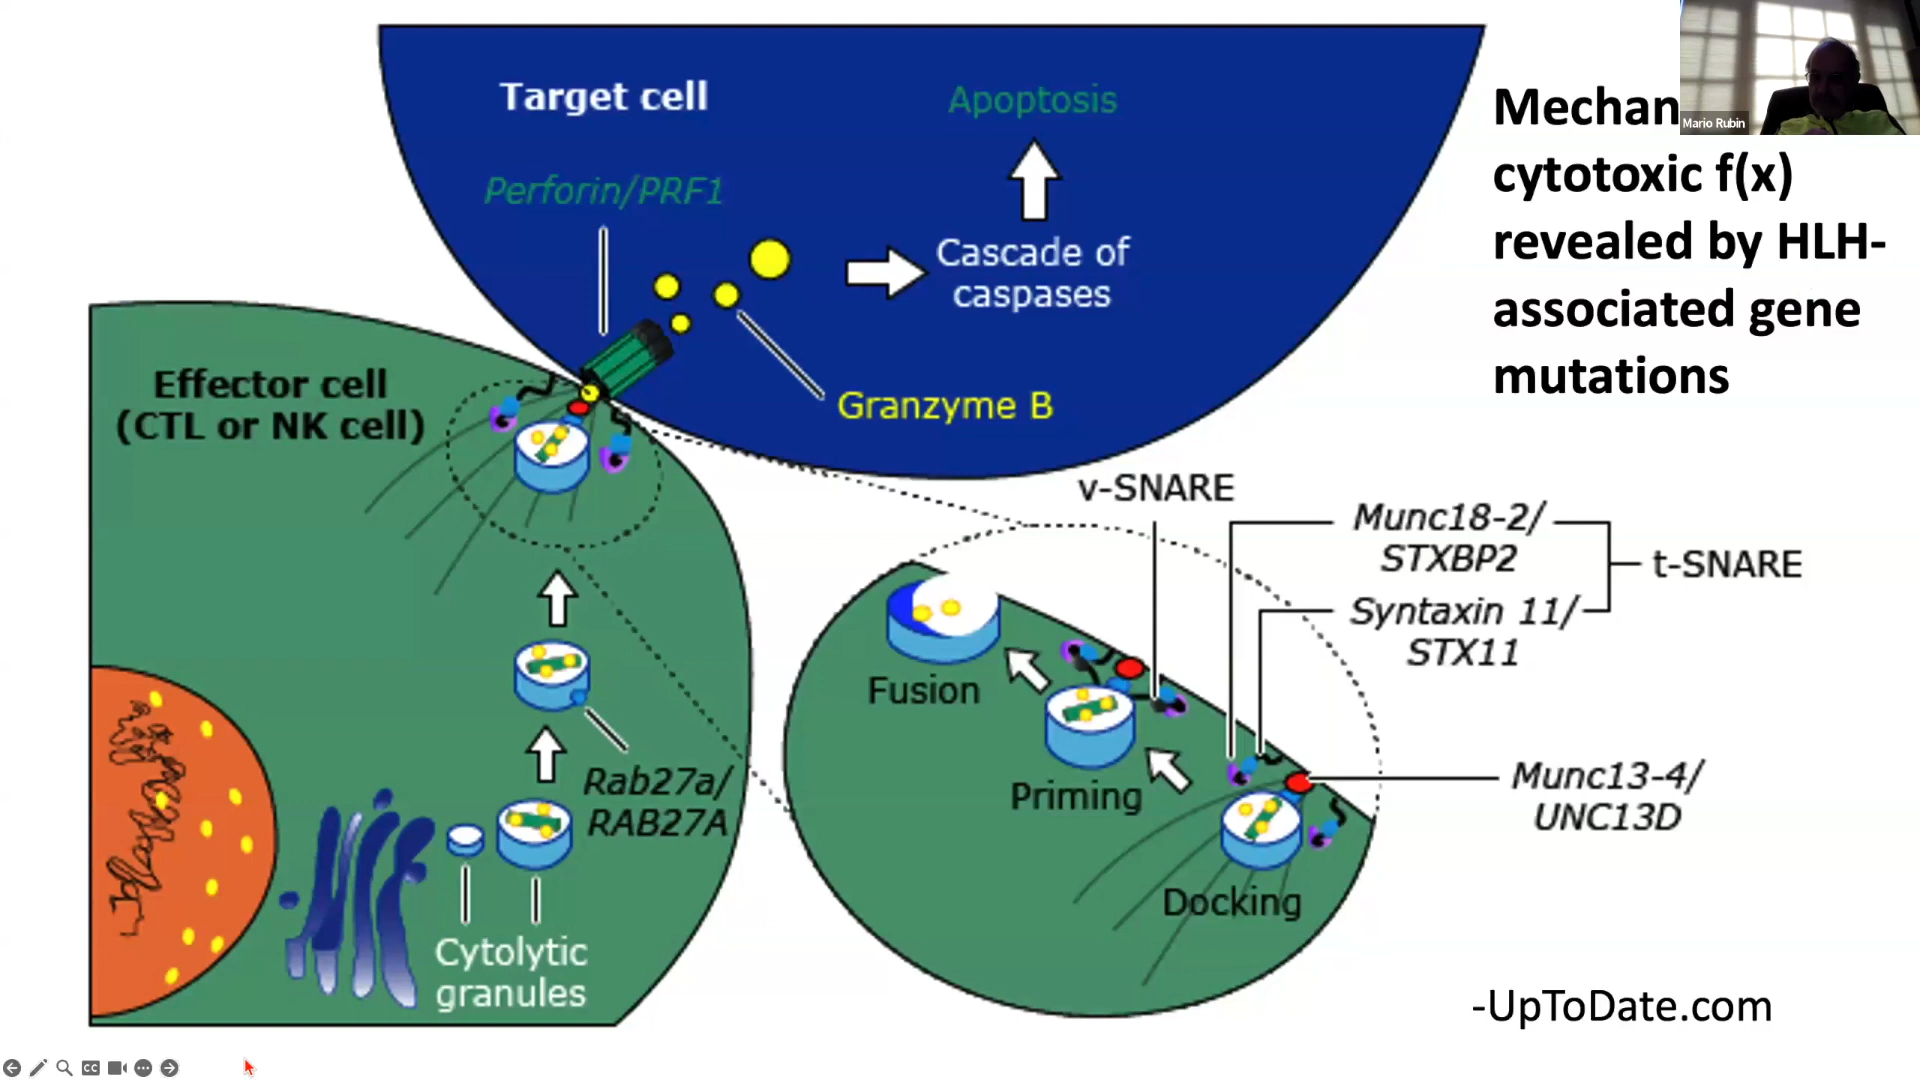 Target cell
Apoptosis
Perforin/PRF1
Cascade of
caspases
Granzyme B
Effector cell
(CTL or NK cell)
Mechan
cytotoxic f(x)
revealed by HLH-
associated gene
mutations
Mario Rubin
v-SNARE
Munc18-2/
STXBP2
t-SNARE
Syntaxin 11/
STX11
Fusion
Priming
Docking
Munc13-4/
UNC13D
Rab27a/
RAB27A
Cytolytic
granules
-UpToDate.com
CC